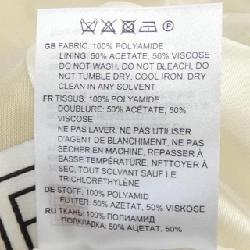 GB FABRIC: 100% POLYAMIDE
LINING: 50% ACETATE, 50% VISCOSE
DO NOT WASH, DO NOT BLEACH, DO
NOT TUMBLE DRY, COOL IRON, DRY
CLEAN IN ANY SOLVENT
FR TISSUS: 100% POLYAMIDE
DOUBLURE: 50% ACÉTATE, 50%
VISCOSE
NE PAS LAVER, NE PAS UTILISER
D'AGENT DE BLANCHIMENT, NE PAS
SECHER EN MACHINE, REPASSER À
BASSE TEMPÉRATURE, NETTOYER À
SEC, TOUT SOLVANT SAUF LE
TRICHLORETHYLÈNE
DE STOFF: 100% POLYAMID
FUTTER: 50% AZETAT, 50% VISKOSE
RU ТКАНЬ: 100% ПОЛИАМИД
ПОДКЛАДКА: 50% АЦЕТАТ, 50%